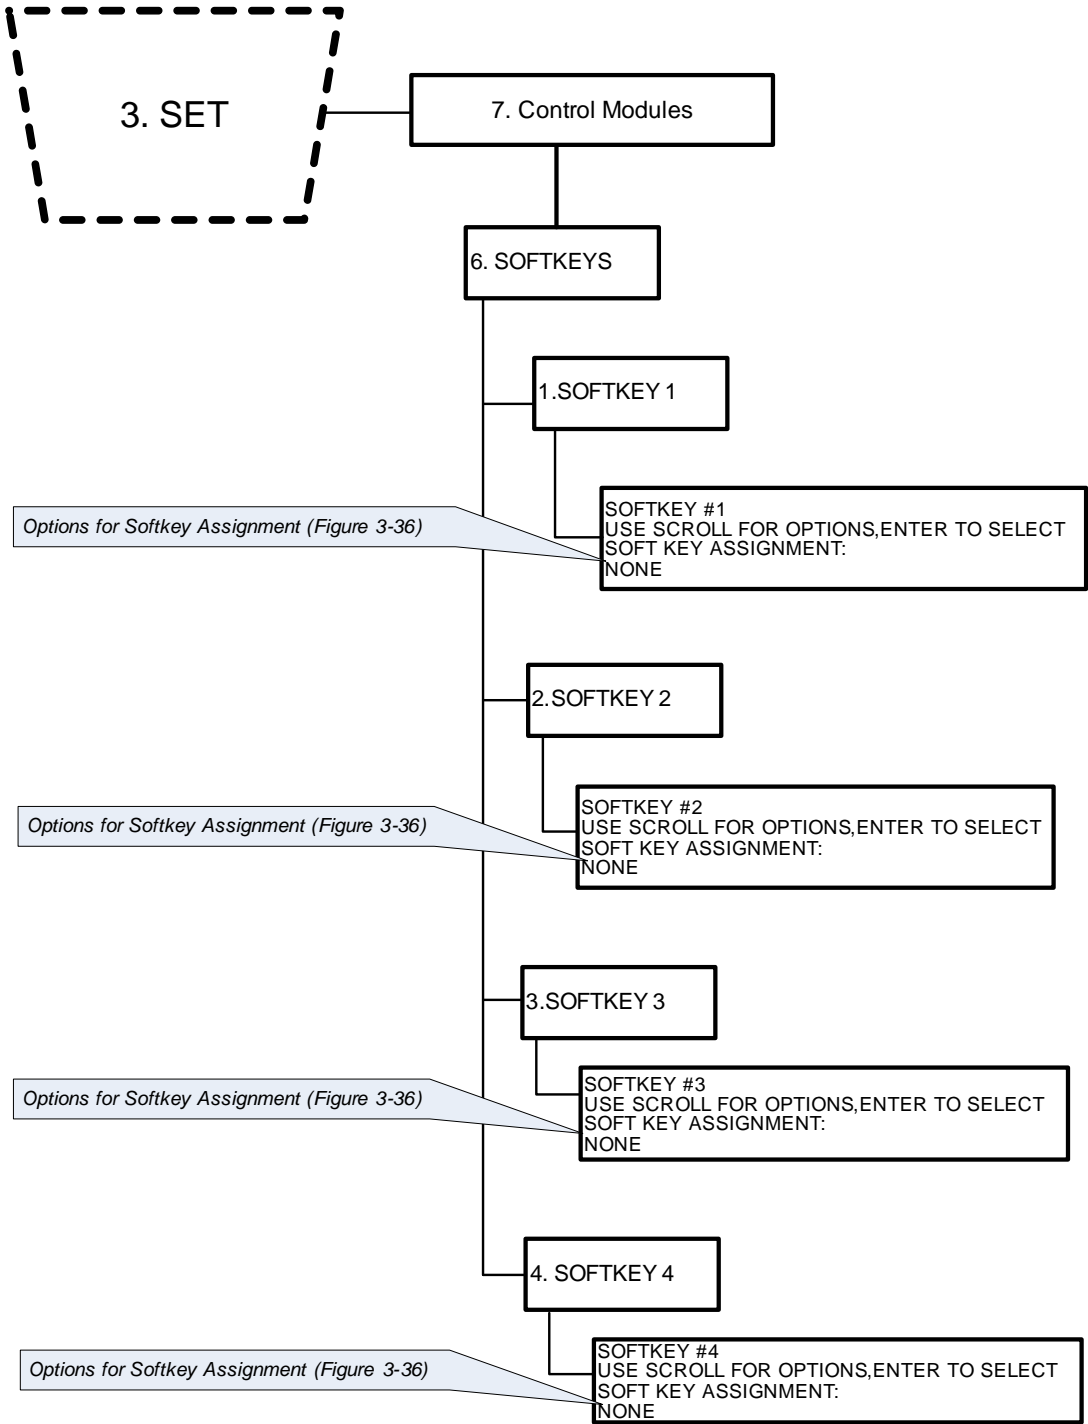 3. SET
7. Control Modules
6. SOFTKEYS
1.SOFTKEY 1
Options for Softkey Assignment (Figure 3-36)
SOFTKEY #1
USE SCROLL FOR OPTIONS,ENTER TO SELECT
SOFT KEY ASSIGNMENT:
NONE
2.SOFTKEY 2
Options for Softkey Assignment (Figure 3-36)
SOFTKEY #2
USE SCROLL FOR OPTIONS,ENTER TO SELECT
SOFT KEY ASSIGNMENT:
NONE
3.SOFTKEY 3
Options for Softkey Assignment (Figure 3-36)
SOFTKEY #3
USE SCROLL FOR OPTIONS,ENTER TO SELECT
SOFT KEY ASSIGNMENT:
NONE
4. SOFTKEY 4
Options for Softkey Assignment (Figure 3-36)
SOFTKEY #4
USE SCROLL FOR OPTIONS,ENTER TO SELECT
SOFT KEY ASSIGNMENT:
NONE